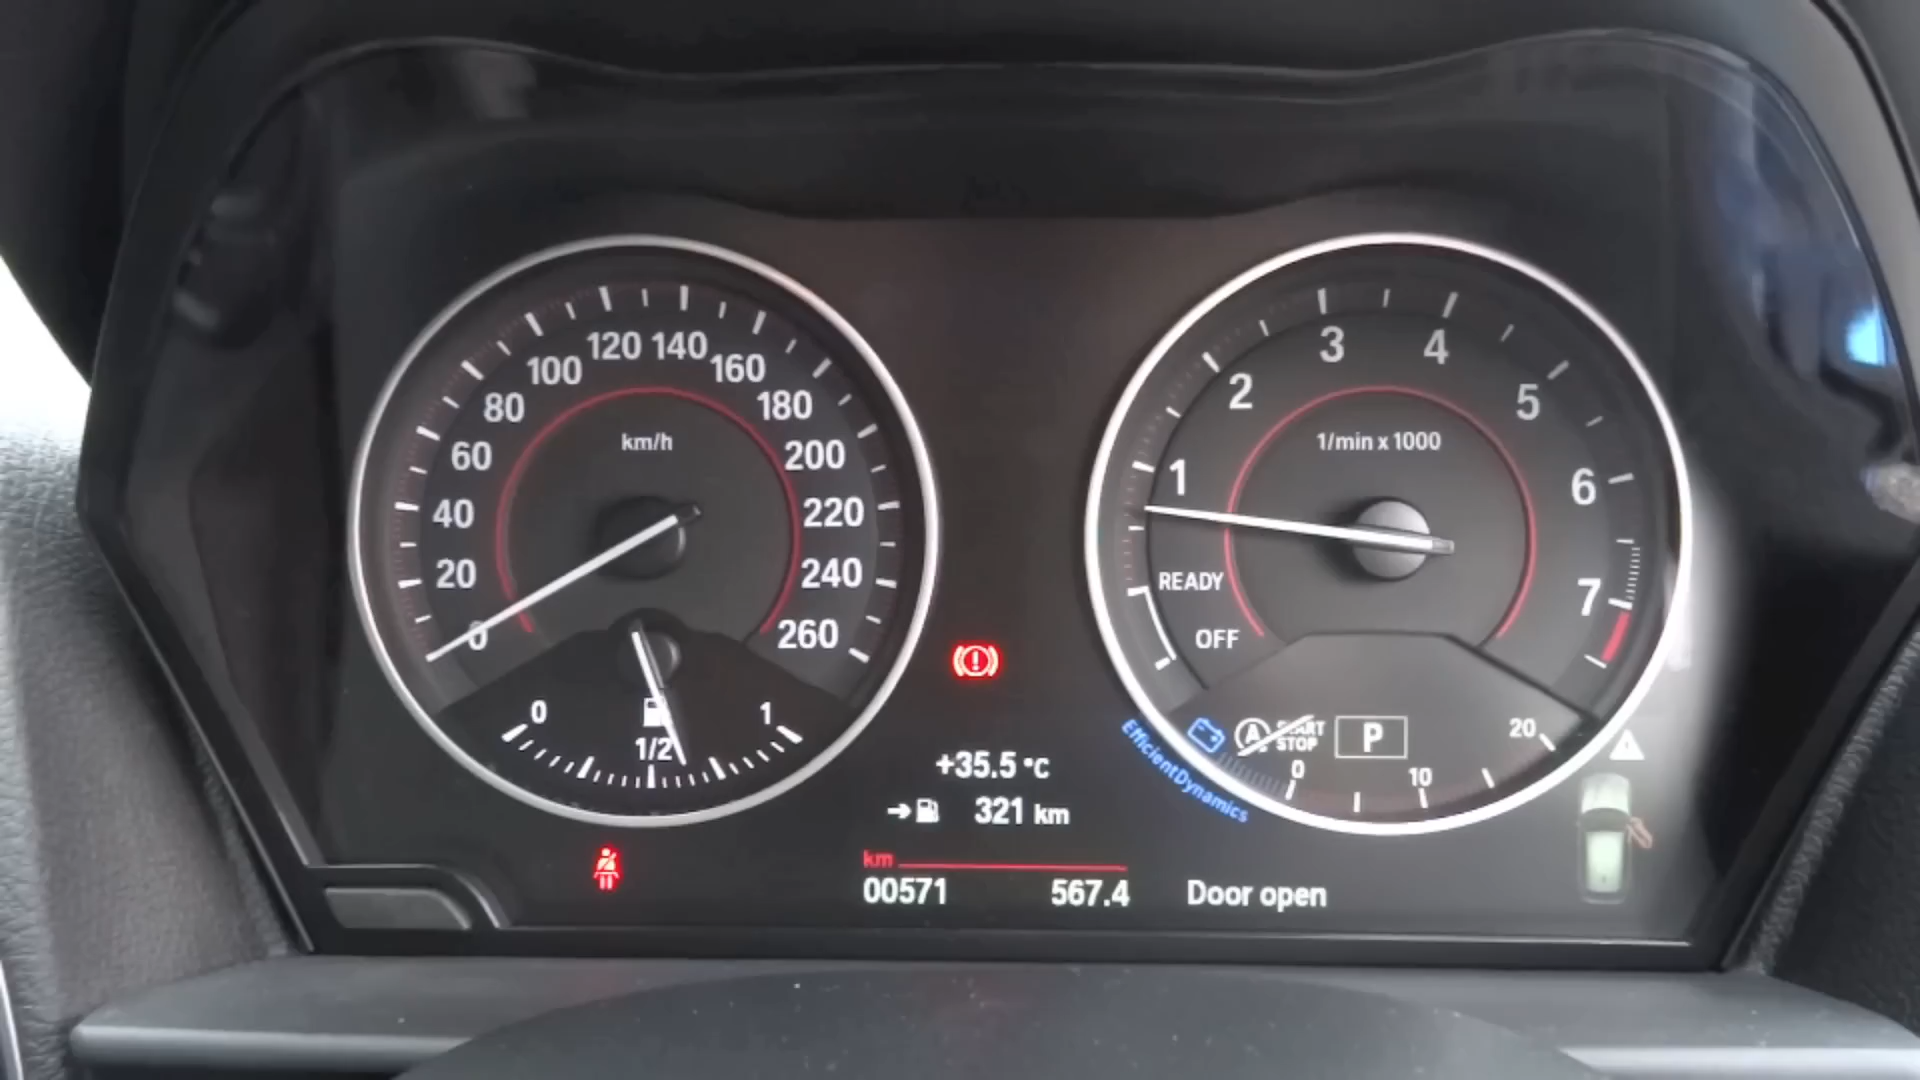 0
20
40
60
80
100
120
140
160
180
200
220
240
260
km/h
0
1/2
1
+35.5 °C
321 km
km
00571 567.4
OFF
READY
1
2
3
4
5
6
7
1/min x 1000
A START
STOP
P
0
10
20
EfficientDynamics
Door open